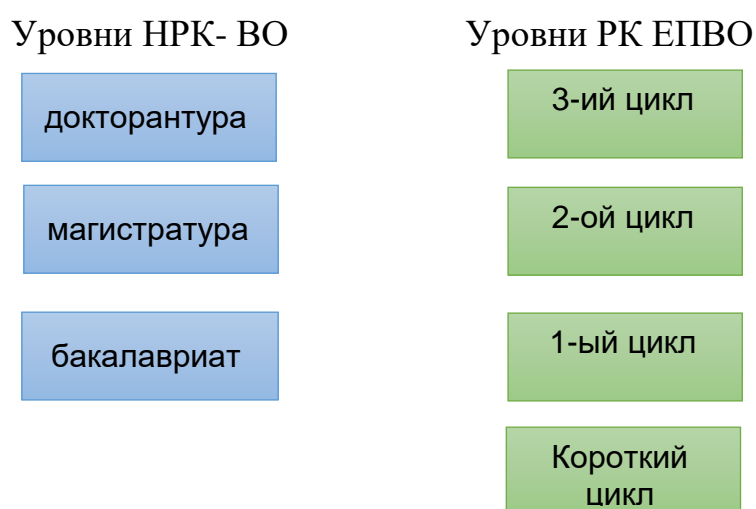 Уровни НРК- ВО
Уровни РК ЕПВО
докторантура
3-ий цикл
магистратура
2-ой цикл
бакалавриат
1-ый цикл
Короткий
цикл